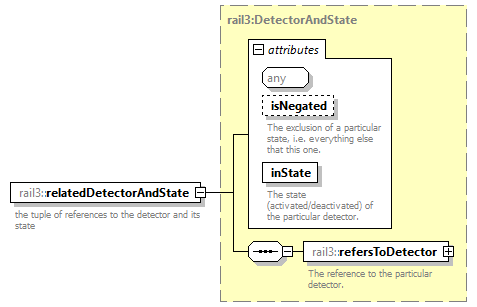 rail3:DetectorAndState
attributes
any
isNegated
The exclusion of a particular
state, i.e. everything else
that this one.
inState
The state
(activated/deactivated) of
the particular detector.
rail3::relatedDetectorAndState
the tuple of references to the detector and its
state
rail3::refersToDetector
The reference to the particular
detector.